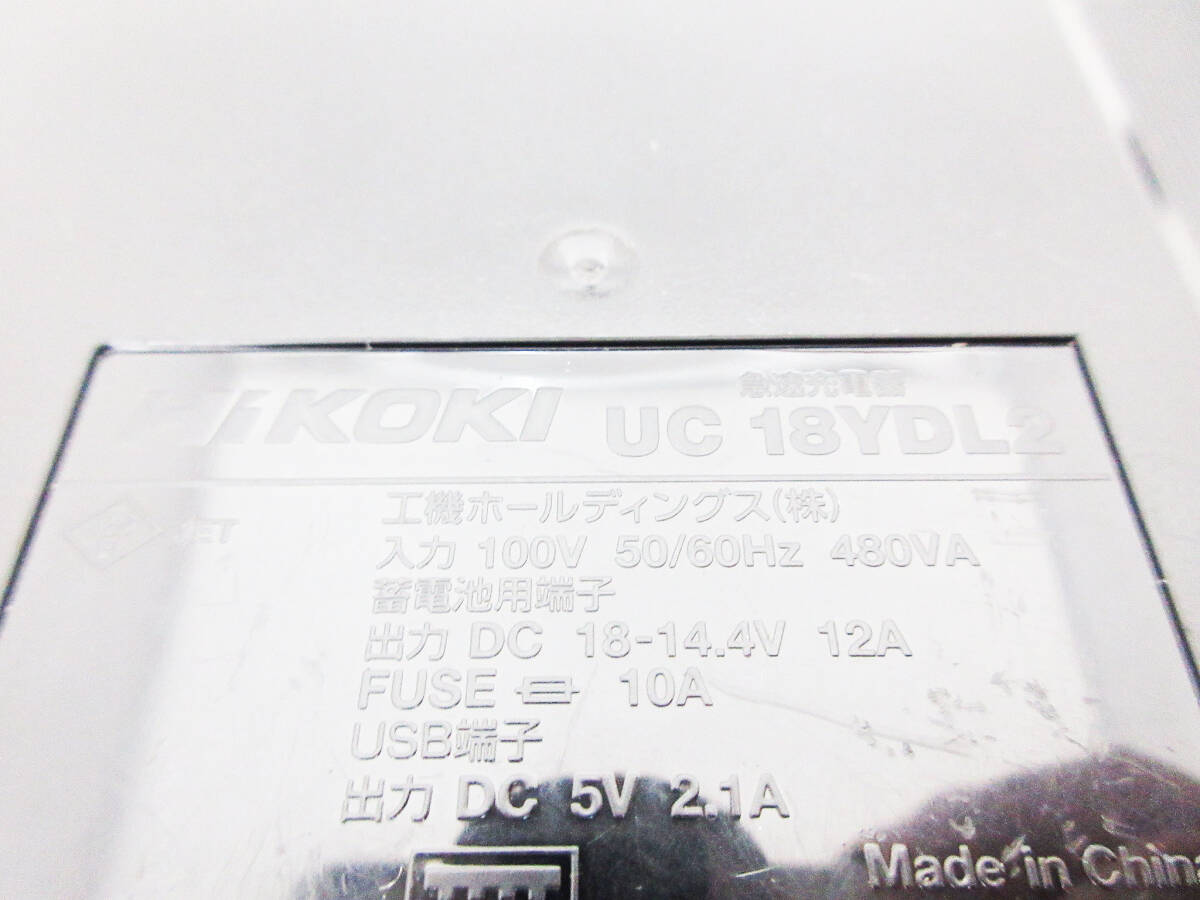 HiKOKI 急速充電器 UC 18YDL2
工機ホールディングス(株)
入力 100V 50/60Hz 480VA
蓄電池用端子
出力 DC 18-14.4V 12A
FUSE 10A
USB端子
出力 DC 5V 2.1A
Made in China